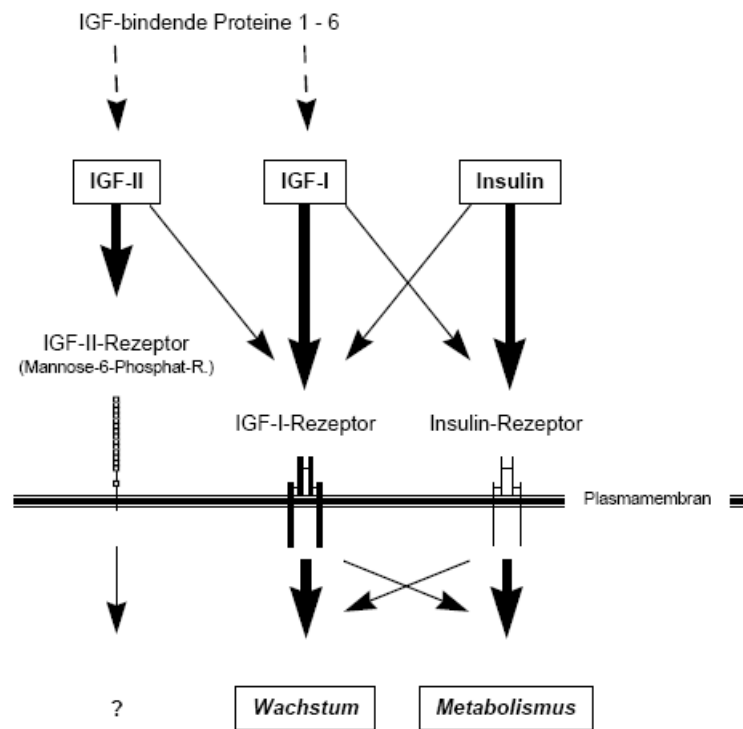 IGF-bindende Proteine 1 - 6
IGF-II
IGF-I
Insulin
IGF-II-Rezeptor
(Mannose-6-Phosphat-R.)
IGF-I-Rezeptor
Insulin-Rezeptor
Plasmamembran
?
Wachstum
Metabolismus